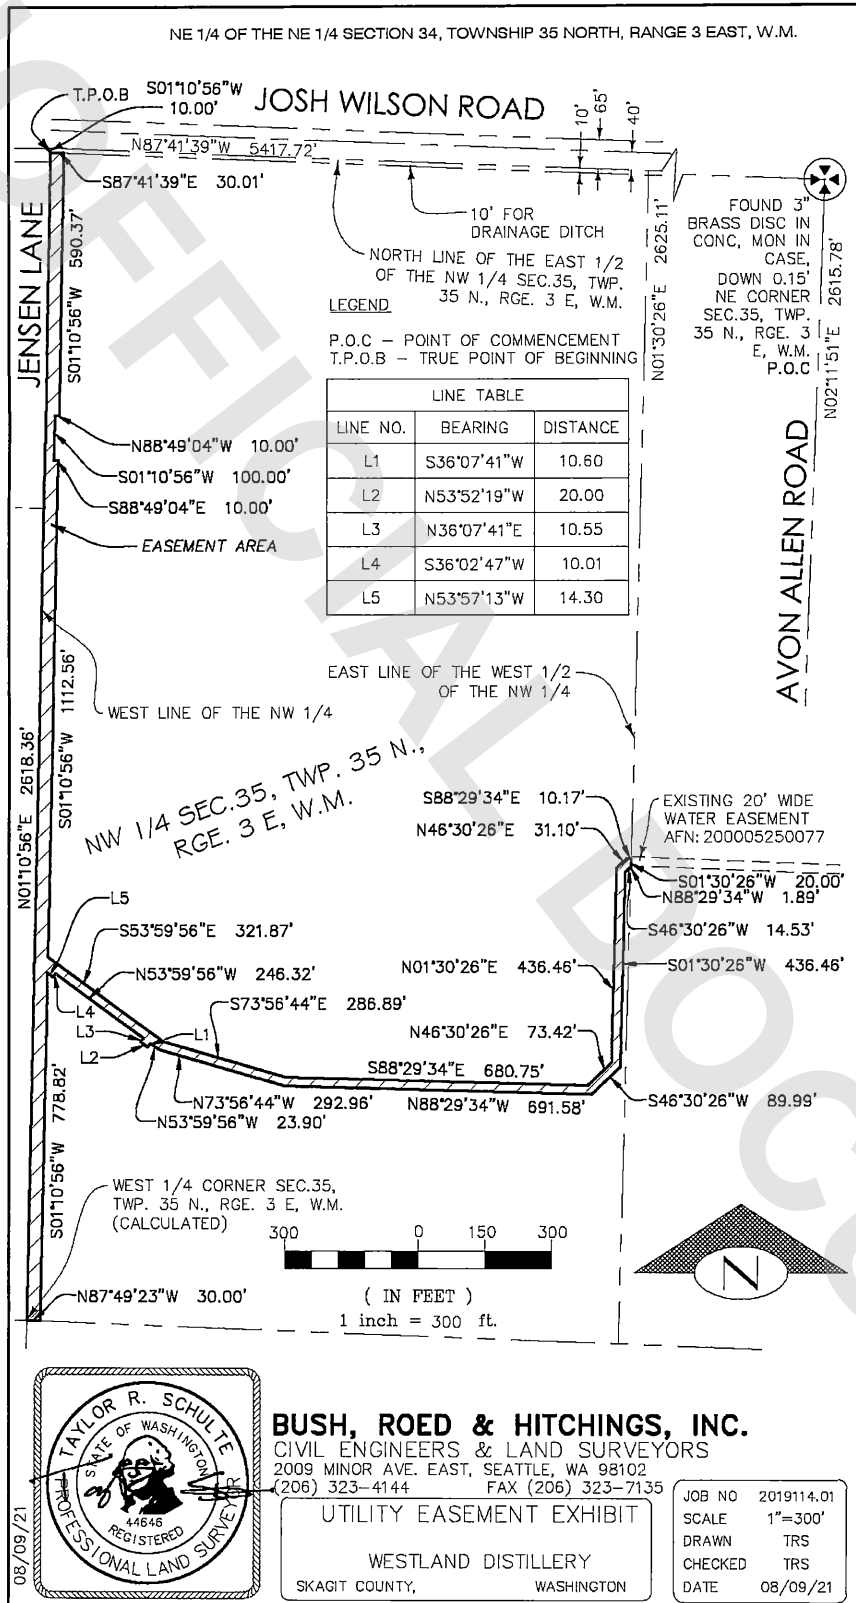 NE 1/4 OF THE NE 1/4 SECTION 34, TOWNSHIP 35 NORTH, RANGE 3 EAST, W.M.
T.P.O.B
S01°10'56"W
10.00'
JOSH WILSON ROAD
10'
65'
40'
N87°41'39"W 5417.72'
S87°41'39"E 30.01'
JENSEN LANE
S01°10'56"W 590.37'
10' FOR
DRAINAGE DITCH
NORTH LINE OF THE EAST 1/2
OF THE NW 1/4 SEC.35, TWP.
35 N., RGE. 3 E, W.M.
N01°30'26"E 2625.11'
FOUND 3"
BRASS DISC IN
CONC, MON IN
CASE,
DOWN 0.15'
NE CORNER
SEC.35, TWP.
35 N., RGE. 3
E, W.M.
P.O.C
N02°11'51"E 2615.78'
AVON ALLEN ROAD
LEGEND
P.O.C – POINT OF COMMENCEMENT
T.P.O.B – TRUE POINT OF BEGINNING
LINE TABLE
LINE NO. BEARING DISTANCE
L1 S36°07'41"W 10.60
L2 N53°52'19"W 20.00
L3 N36°07'41"E 10.55
L4 S36°02'47"W 10.01
L5 N53°57'13"W 14.30
N88°49'04"W 10.00'
S01°10'56"W 100.00'
S88°49'04"E 10.00'
EASEMENT AREA
S01°10'56"W 1112.56'
WEST LINE OF THE NW 1/4
N01°10'56"E 2618.36'
EAST LINE OF THE WEST 1/2
OF THE NW 1/4
NW 1/4 SEC.35, TWP. 35 N.,
RGE. 3 E, W.M.
S88°29'34"E 10.17'
N46°30'26"E 31.10'
EXISTING 20' WIDE
WATER EASEMENT
AFN: 200005250077
S01°30'26"W 20.00'
N88°29'34"W 1.89'
S46°30'26"W 14.53'
S01°30'26"W 436.46'
N01°30'26"E 436.46'
L5
S53°59'56"E 321.87'
N53°59'56"W 246.32'
S73°56'44"E 286.89'
L4
L3
L1
L2
N46°30'26"E 73.42'
S88°29'34"E 680.75'
S46°30'26"W 89.99'
N73°56'44"W 292.96'
N88°29'34"W 691.58'
N53°59'56"W 23.90'
S01°10'56"W 778.82'
WEST 1/4 CORNER SEC.35,
TWP. 35 N., RGE. 3 E, W.M.
(CALCULATED)
N87°49'23"W 30.00'
300 0 150 300
( IN FEET )
1 inch = 300 ft.
N
TAYLOR R. SCHULTE
STATE OF WASHINGTON
44646
REGISTERED
PROFESSIONAL LAND SURVEYOR
08/09/21
BUSH, ROED & HITCHINGS, INC.
CIVIL ENGINEERS & LAND SURVEYORS
2009 MINOR AVE. EAST, SEATTLE, WA 98102
(206) 323–4144 FAX (206) 323–7135
UTILITY EASEMENT EXHIBIT
WESTLAND DISTILLERY
SKAGIT COUNTY, WASHINGTON
JOB NO 2019114.01
SCALE 1"=300'
DRAWN TRS
CHECKED TRS
DATE 08/09/21